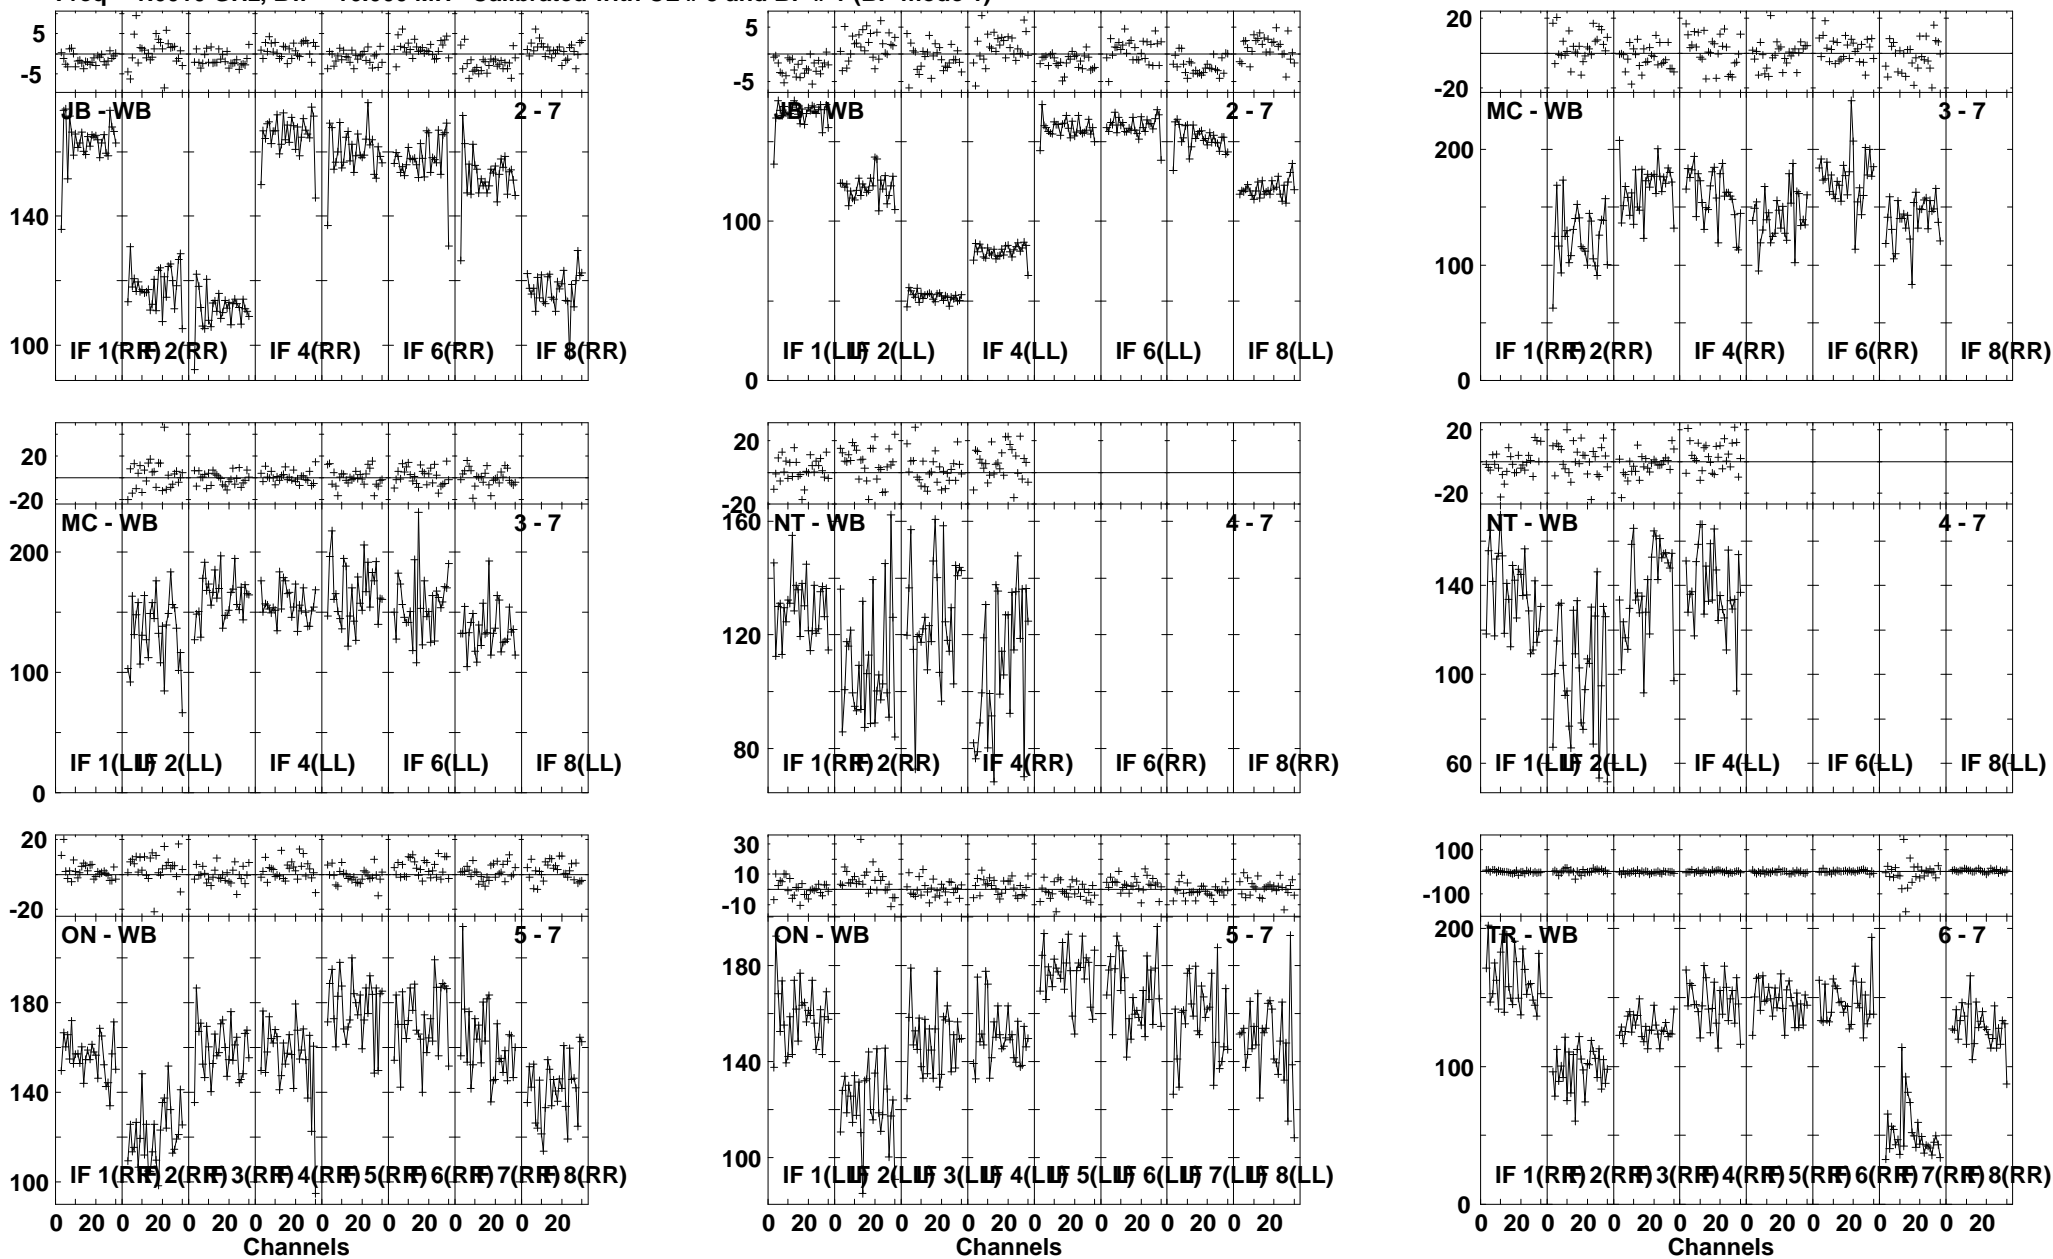 5
-5
JB - WB 2 - 7
140
100
IF 1(RR) IF 2(RR) IF 4(RR) IF 6(RR) IF 8(RR)
5
-5
JB - WB 2 - 7
100
0
IF 1(LL) IF 2(LL) IF 4(LL) IF 6(LL) IF 8(LL)
20
-20
MC - WB 3 - 7
200
100
0
IF 1(RR) IF 2(RR) IF 4(RR) IF 6(RR) IF 8(RR)
20
-20
MC - WB 3 - 7
200
100
0
IF 1(LL) IF 2(LL) IF 4(LL) IF 6(LL) IF 8(LL)
20
-20
NT - WB 4 - 7
160
120
80
IF 1(RR) IF 2(RR) IF 4(RR) IF 6(RR) IF 8(RR)
20
-20
NT - WB 4 - 7
140
100
60
IF 1(LL) IF 2(LL) IF 4(LL) IF 6(LL) IF 8(LL)
20
-20
ON - WB 5 - 7
180
140
100
IF 1(RR) IF 2(RR) IF 3(RR) IF 4(RR) IF 5(RR) IF 6(RR) IF 7(RR) IF 8(RR)
0 20 0 20 0 20 0 20 0 20 0 20 0 20 0 20
Channels
30
10
-10
ON - WB 5 - 7
180
140
100
IF 1(LL) IF 2(LL) IF 3(LL) IF 4(LL) IF 5(LL) IF 6(LL) IF 7(LL) IF 8(LL)
0 20 0 20 0 20 0 20 0 20 0 20 0 20 0 20
Channels
100
-100
TR - WB 6 - 7
200
100
0
IF 1(RR) IF 2(RR) IF 3(RR) IF 4(RR) IF 5(RR) IF 6(RR) IF 7(RR) IF 8(RR)
0 20 0 20 0 20 0 20 0 20 0 20 0 20 0 20
Channels